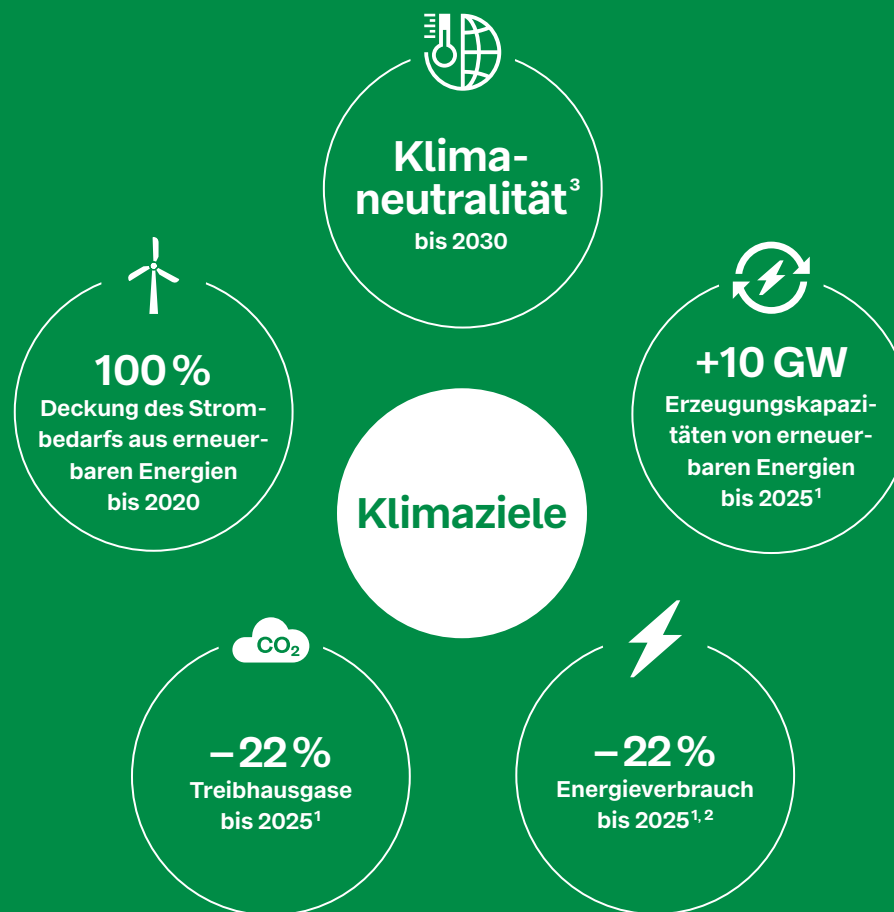 Klima-
neutralität³
bis 2030
100 %
Deckung des Strom-
bedarfs aus erneuer-
baren Energien
bis 2020
+10 GW
Erzeugungskapazi-
täten von erneuer-
baren Energien
bis 2025¹
Klimaziele
CO₂
–22 %
Treibhausgase
bis 2025¹
–22 %
Energieverbrauch
bis 2025¹,²